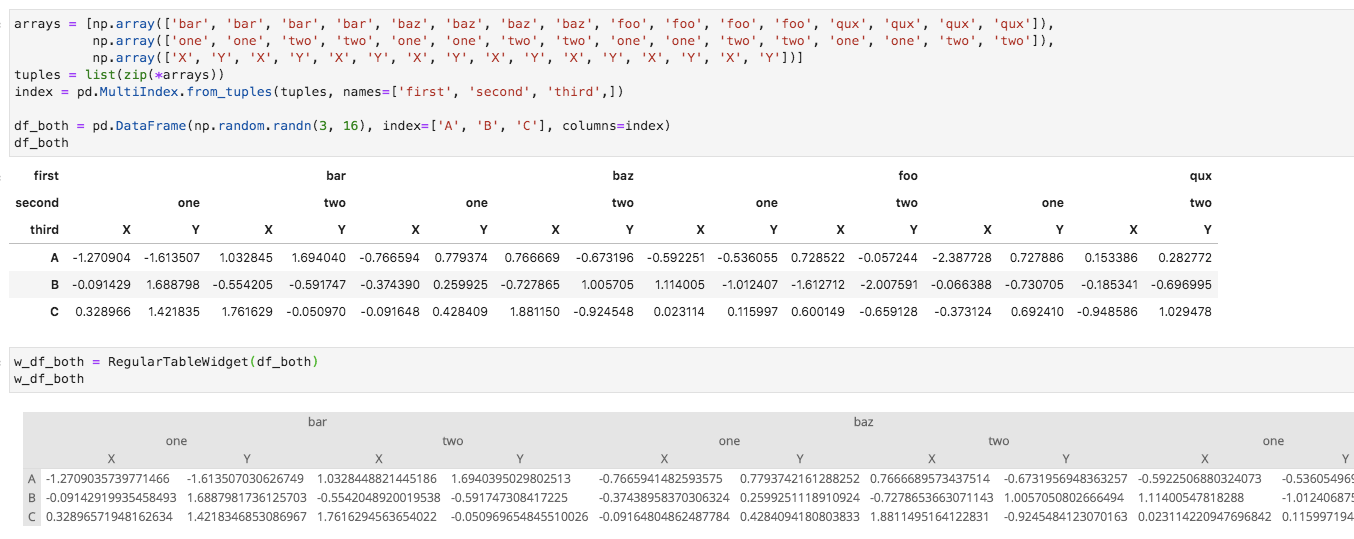 arrays = [np.array(['bar', 'bar', 'bar', 'bar', 'baz', 'baz', 'baz', 'baz', 'foo', 'foo', 'foo', 'foo', 'qux', 'qux', 'qux', 'qux']),
np.array(['one', 'one', 'two', 'two', 'one', 'one', 'two', 'two', 'one', 'one', 'two', 'two', 'one', 'one', 'two', 'two']),
np.array(['X', 'Y', 'X', 'Y', 'X', 'Y', 'X', 'Y', 'X', 'Y', 'X', 'Y', 'X', 'Y', 'X', 'Y'])]
tuples = list(zip(*arrays))
index = pd.MultiIndex.from_tuples(tuples, names=['first', 'second', 'third',])
df_both = pd.DataFrame(np.random.randn(3, 16), index=['A', 'B', 'C'], columns=index)
df_both
first bar baz foo qux
second one two one two one two one two
third X Y X Y X Y X Y X Y X Y X Y X Y
A -1.270904 -1.613507 1.032845 1.694040 -0.766594 0.779374 0.766669 -0.673196 -0.592251 -0.536055 0.728522 -0.057244 -2.387728 0.727886 0.153386 0.282772
B -0.091429 1.688798 -0.554205 -0.591747 -0.374390 0.259925 -0.727865 1.005705 1.114005 -1.012407 -1.612712 -2.007591 -0.066388 -0.730705 -0.185341 -0.696995
C 0.328966 1.421835 1.761629 -0.050970 -0.091648 0.428409 1.881150 -0.924548 0.023114 0.115997 0.600149 -0.659128 -0.373124 0.692410 -0.948586 1.029478
w_df_both = RegularTableWidget(df_both)
w_df_both
bar baz
one two one two one
X Y X Y X Y X Y X Y
A -1.2709035739771466 -1.613507030626749 1.0328448821445186 1.6940395029802513 -0.7665941482593575 0.7793742161288252 0.7666689573437514 -0.6731956948363257 -0.5922506880324073 -0.53605496
B -0.09142919935458493 1.6887981736125703 -0.5542048920019538 -0.591747308417225 -0.37438958370306324 0.2599251118910924 -0.7278653663071143 1.0057050802666494 1.114005547818288 -1.01240687
C 0.32896571948162634 1.4218346853086967 1.7616294563654022 -0.050969654845510026 -0.09164804862487784 0.4284094180803833 1.8811495164122831 -0.9245484123070163 0.023114220947696842 0.11599719